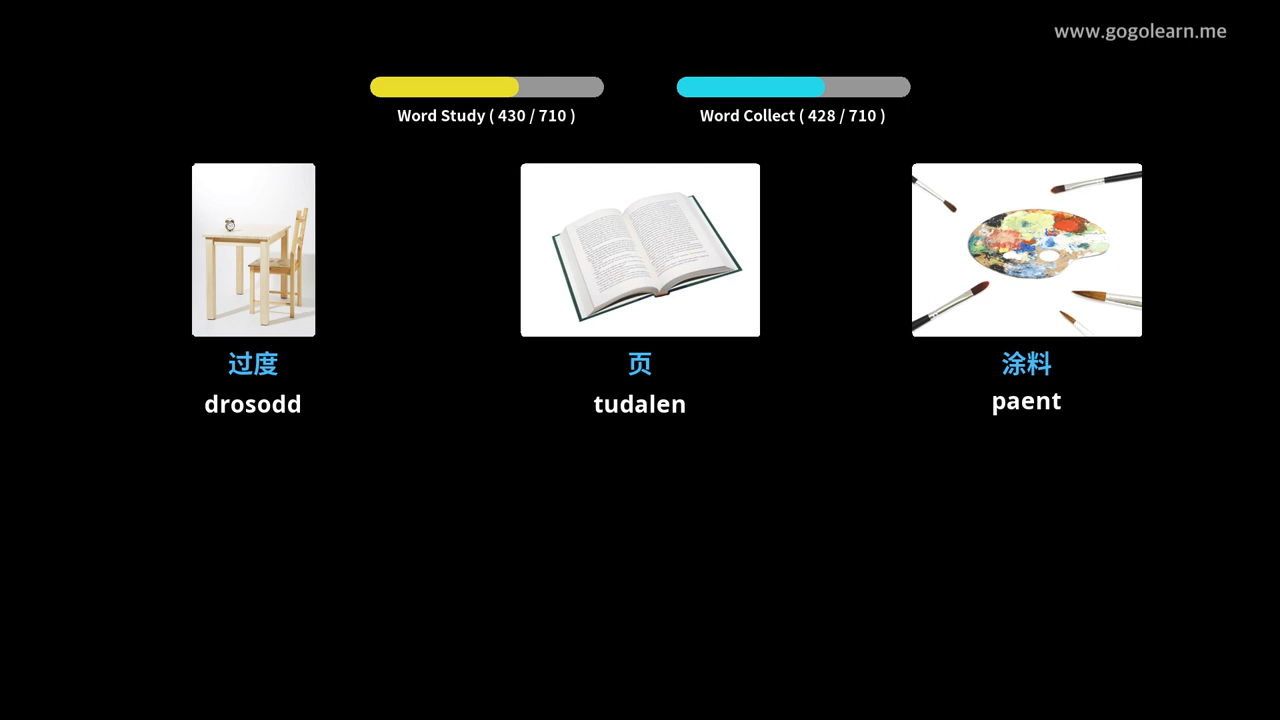 www.gogolearn.me
Word Study ( 430 / 710 )
Word Collect ( 428 / 710 )
过度
页
涂料
drosodd
tudalen
paent